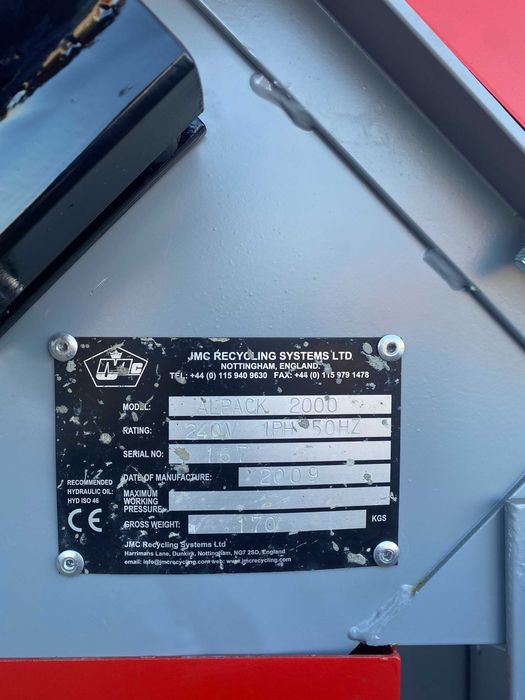 JMC
JMC RECYCLING SYSTEMS LTD
NOTTINGHAM, ENGLAND.
TEL: +44 (0) 115 940 9630 FAX: +44 (0) 115 979 1478
MODEL: ALPACK 2000
RATING: 240V 1PH 50HZ
SERIAL NO:
DATE OF MANUFACTURE: 2009
RECOMMENDED
HYDRAULIC OIL:
HYD ISO 46
CE
MAXIMUM
WORKING
PRESSURE:
GROSS WEIGHT: 170 KGS
JMC Recycling Systems Ltd
Harrimans Lane, Dunkirk, Nottingham, NG7 2SD, England
email: info@jmcrecycling.com web: www.jmcrecycling.com